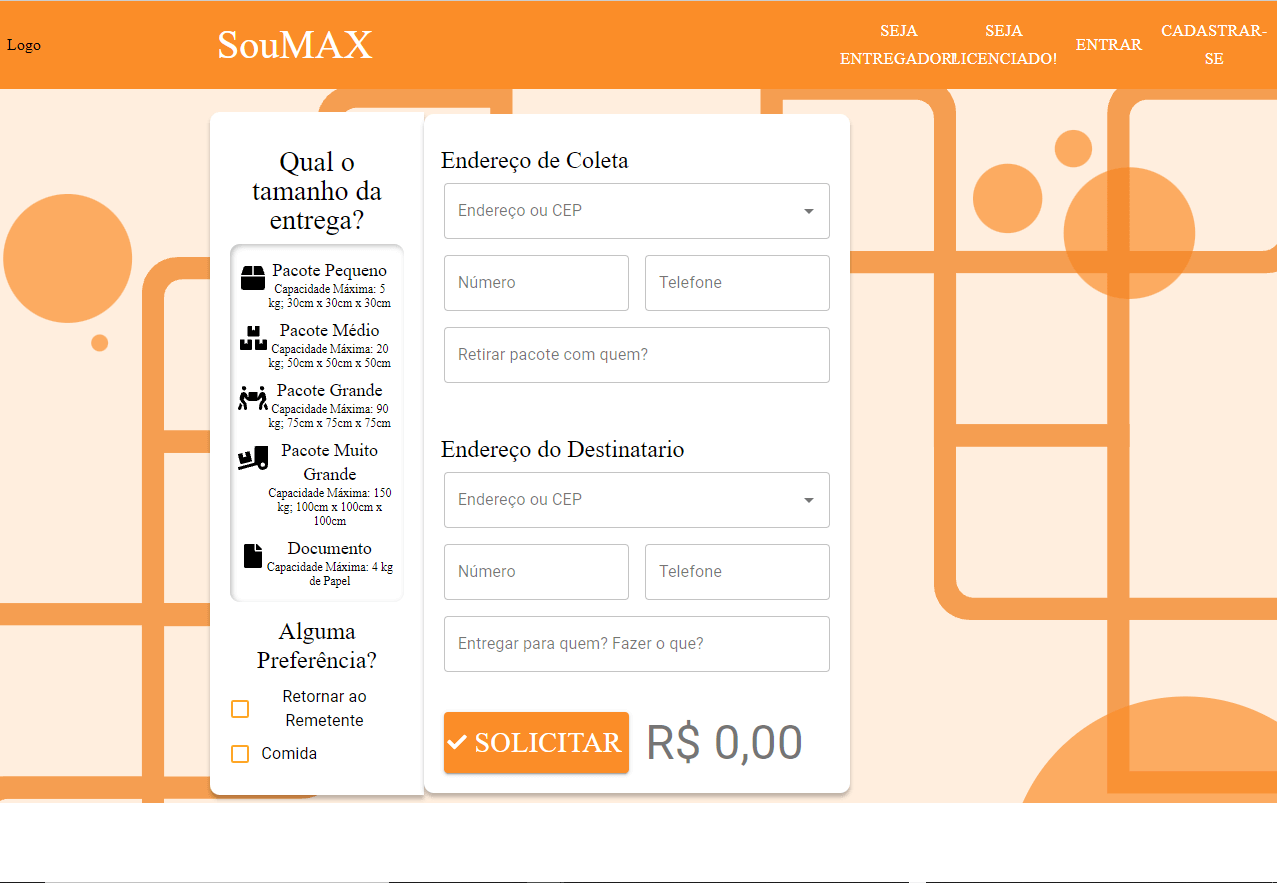 Logo
SouMAX
SEJA
ENTREGADOR!
SEJA
LICENCIADO!
ENTRAR
CADASTRAR-
SE
Qual o
tamanho da
entrega?
Pacote Pequeno
Capacidade Máxima: 5
kg; 30cm x 30cm x 30cm
Pacote Médio
Capacidade Máxima: 20
kg; 50cm x 50cm x 50cm
Pacote Grande
Capacidade Máxima: 90
kg; 75cm x 75cm x 75cm
Pacote Muito
Grande
Capacidade Máxima: 150
kg; 100cm x 100cm x
100cm
Documento
Capacidade Máxima: 4 kg
de Papel
Alguma
Preferência?
Retornar ao
Remetente
Comida
Endereço de Coleta
Endereço ou CEP
Número
Telefone
Retirar pacote com quem?
Endereço do Destinatario
Endereço ou CEP
Número
Telefone
Entregar para quem? Fazer o que?
SOLICITAR
R$ 0,00